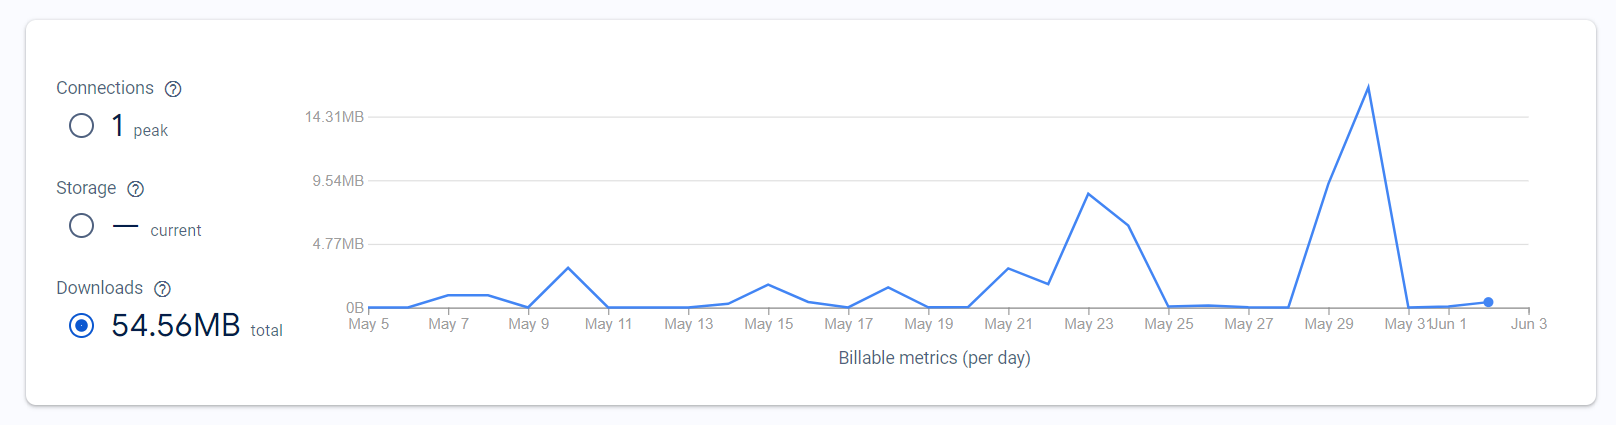 Connections ?
1 peak
Storage ?
— current
Downloads ?
54.56MB total
14.31MB
9.54MB
4.77MB
0B
May 5 May 7 May 9 May 11 May 13 May 15 May 17 May 19 May 21 May 23 May 25 May 27 May 29 May 31 Jun 1 Jun 3
Billable metrics (per day)